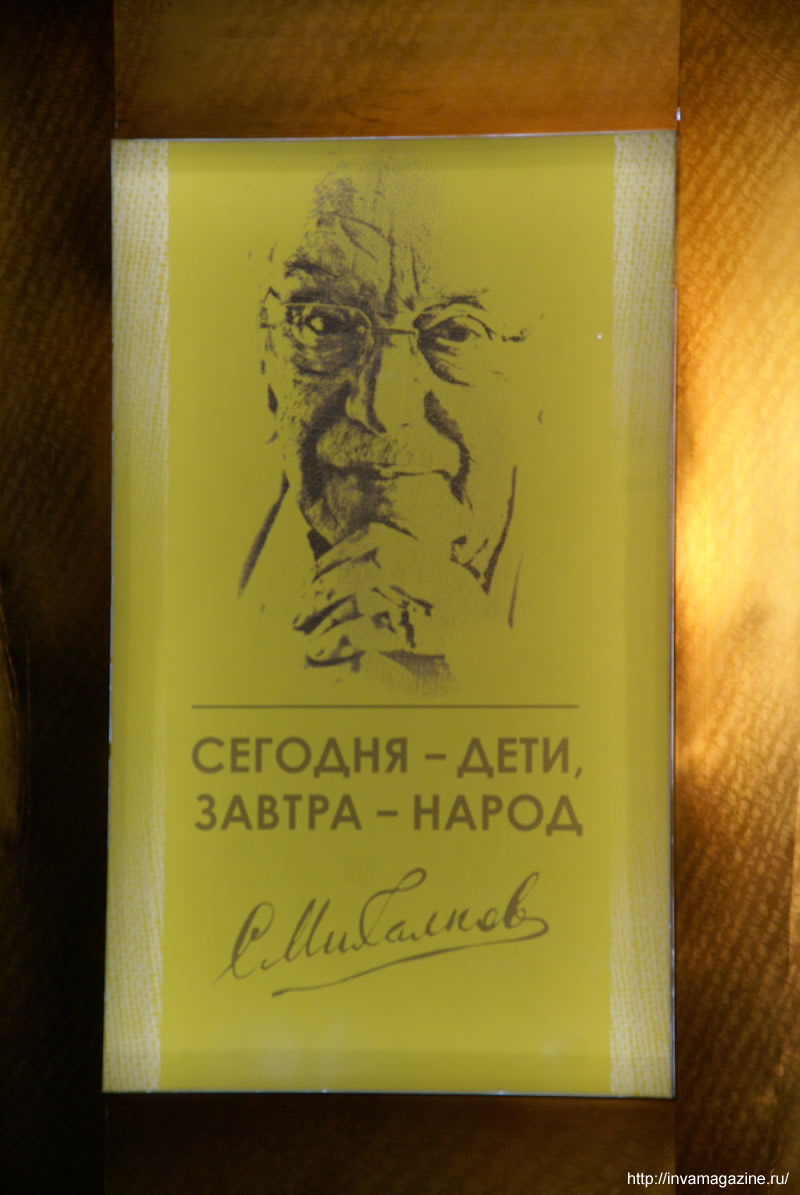 СЕГОДНЯ – ДЕТИ,
ЗАВТРА – НАРОД
С Михалков
http://invamagazine.ru/